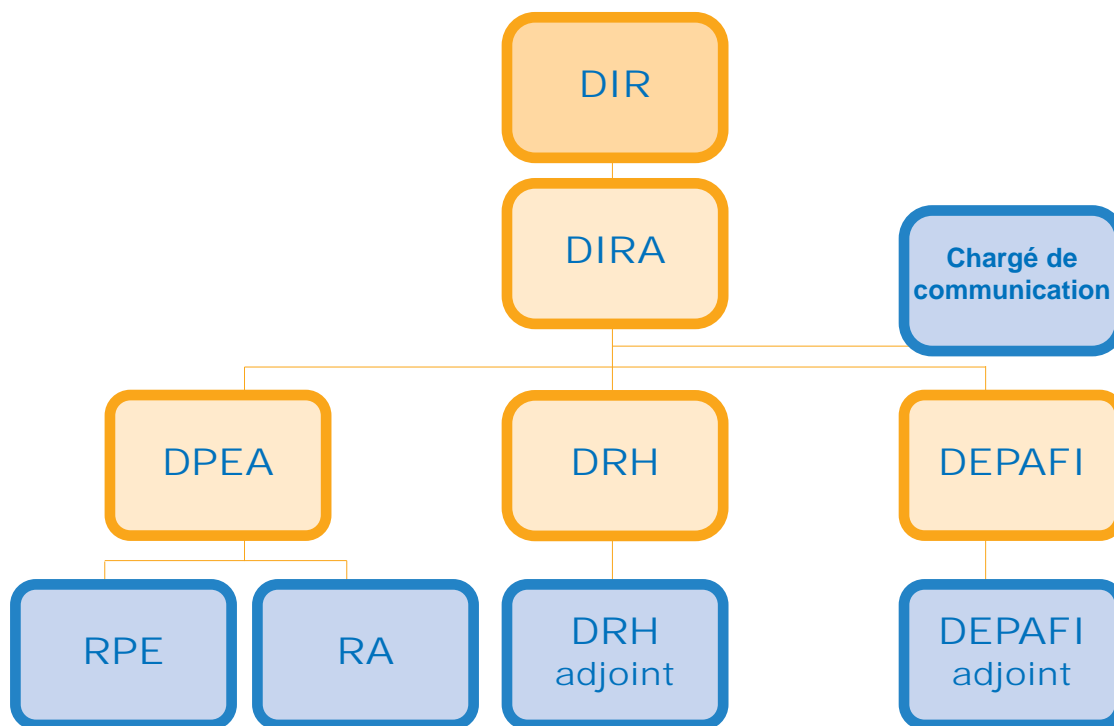 DIR
DIRA
Chargé de
communication
DPEA
DRH
DEPAFI
RPE
RA
DRH
adjoint
DEPAFI
adjoint